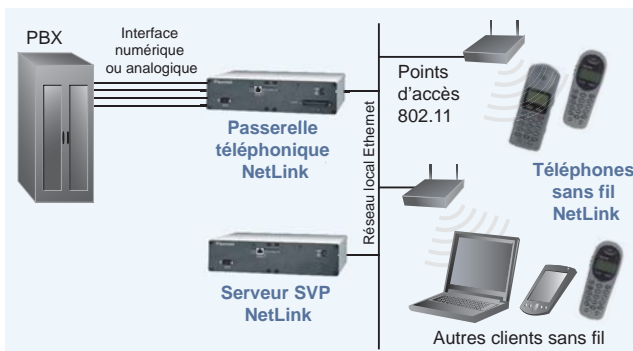 PBX
Interface
numérique
ou analogique
Passerelle
téléphonique
NetLink
Serveur SVP
NetLink
Réseau local Ethernet
Points
d'accès
802.11
Téléphones
sans fil
NetLink
Autres clients sans fil